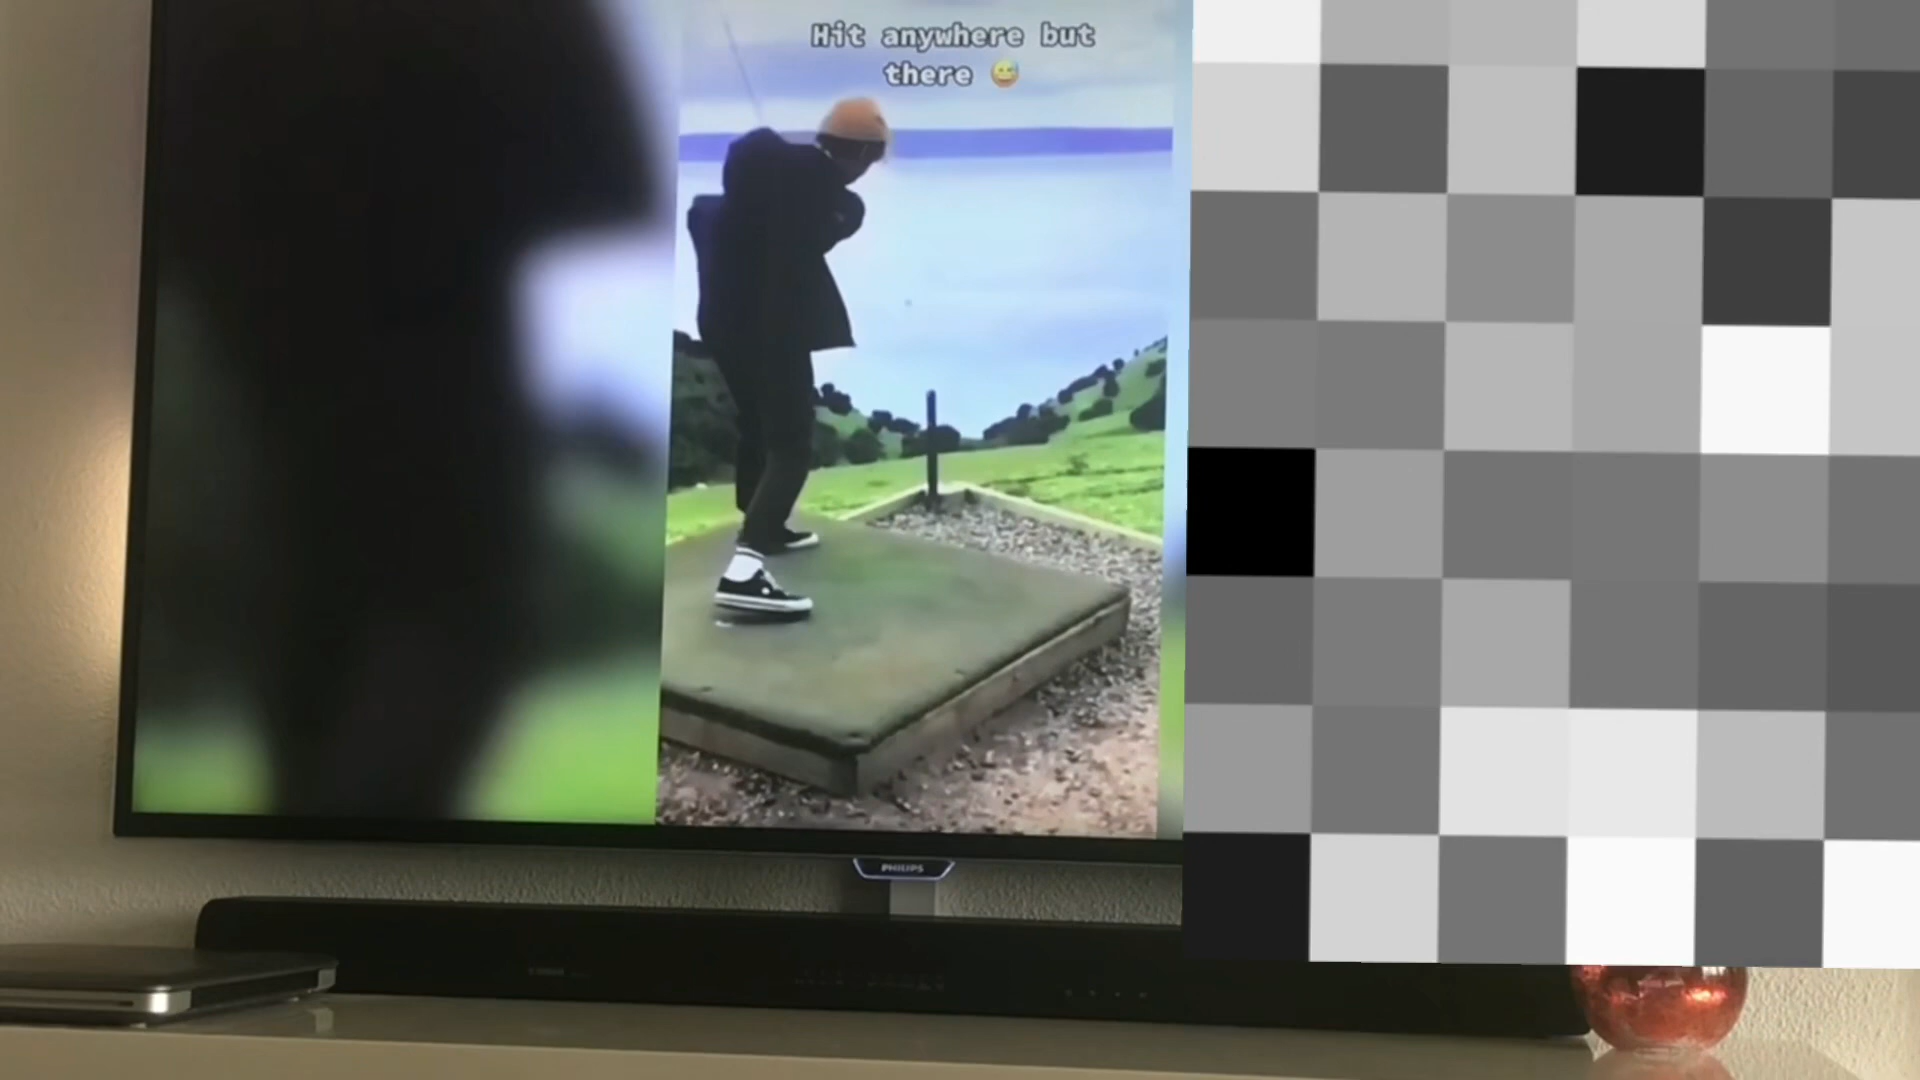 Hit anywhere but
there 😅
PHILIPS